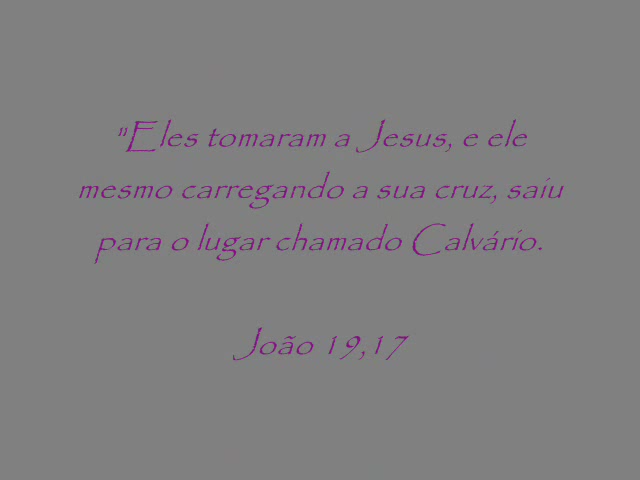 "Eles tomaram a Jesus, e ele
mesmo carregando a sua cruz, saiu
para o lugar chamado Calvário.
João 19,17